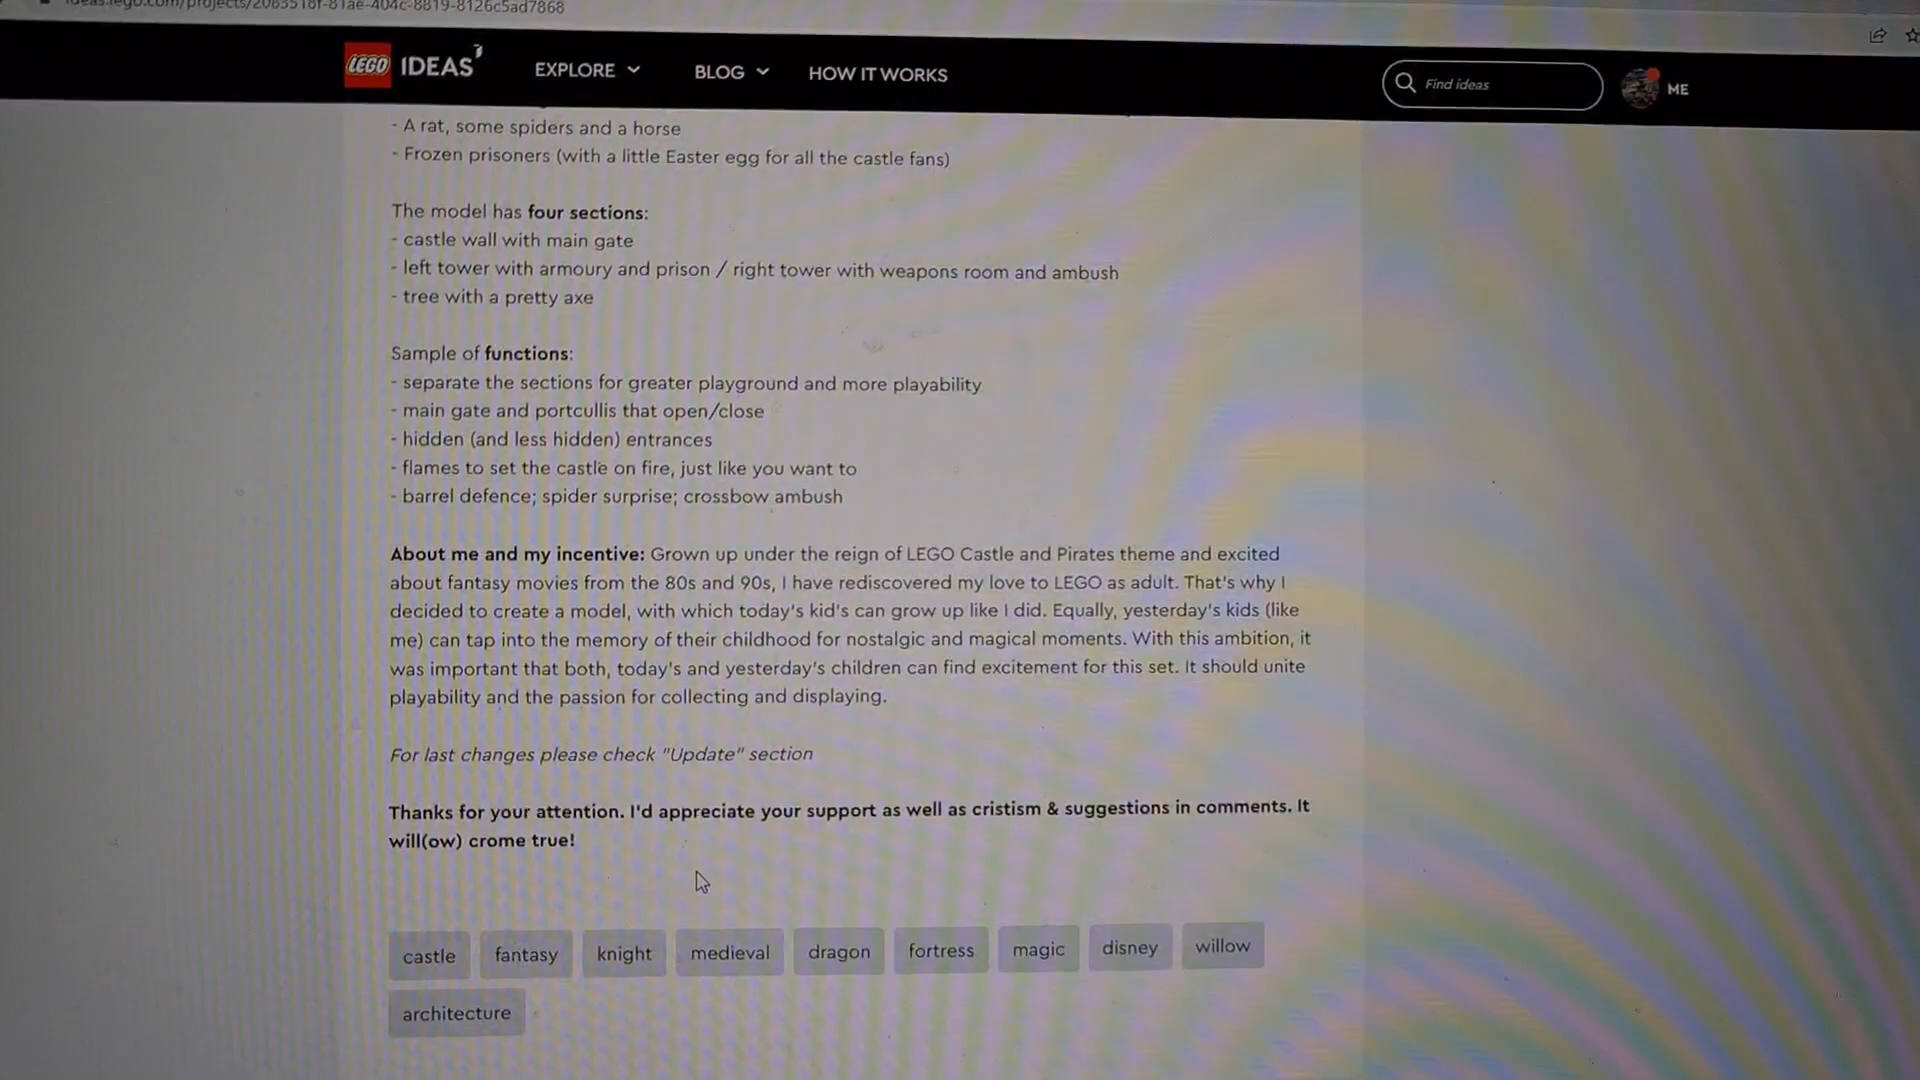 ideas.lego.com/projects/2083518f-81ae-404c-8819-8126c5ad7868
LEGO IDEAS EXPLORE BLOG HOW IT WORKS Find ideas ME
- A rat, some spiders and a horse
- Frozen prisoners (with a little Easter egg for all the castle fans)
The model has four sections:
- castle wall with main gate
- left tower with armoury and prison / right tower with weapons room and ambush
- tree with a pretty axe
Sample of functions:
- separate the sections for greater playground and more playability
- main gate and portcullis that open/close
- hidden (and less hidden) entrances
- flames to set the castle on fire, just like you want to
- barrel defence; spider surprise; crossbow ambush
About me and my incentive: Grown up under the reign of LEGO Castle and Pirates theme and excited
about fantasy movies from the 80s and 90s, I have rediscovered my love to LEGO as adult. That's why I
decided to create a model, with which today's kid's can grow up like I did. Equally, yesterday's kids (like
me) can tap into the memory of their childhood for nostalgic and magical moments. With this ambition, it
was important that both, today's and yesterday's children can find excitement for this set. It should unite
playability and the passion for collecting and displaying.
For last changes please check "Update" section
Thanks for your attention. I'd appreciate your support as well as cristism & suggestions in comments. It
will(ow) crome true!
castle fantasy knight medieval dragon fortress magic disney willow
architecture